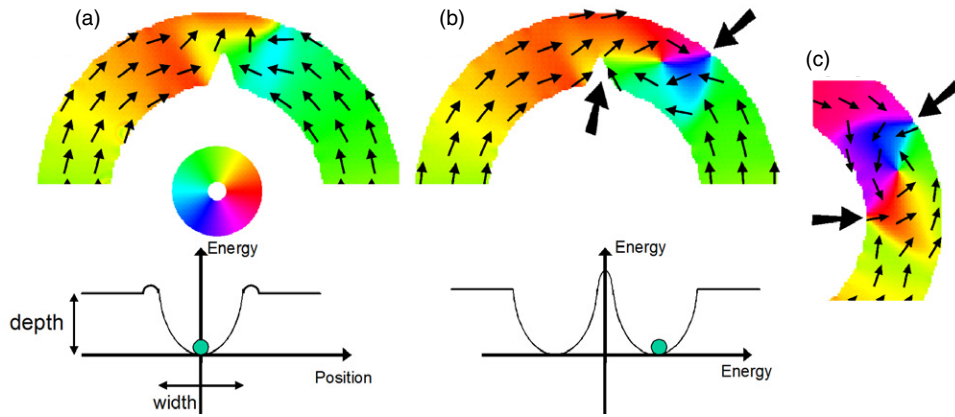 (a)
(b)
(c)
Energy
depth
Position
width
Energy
Energy